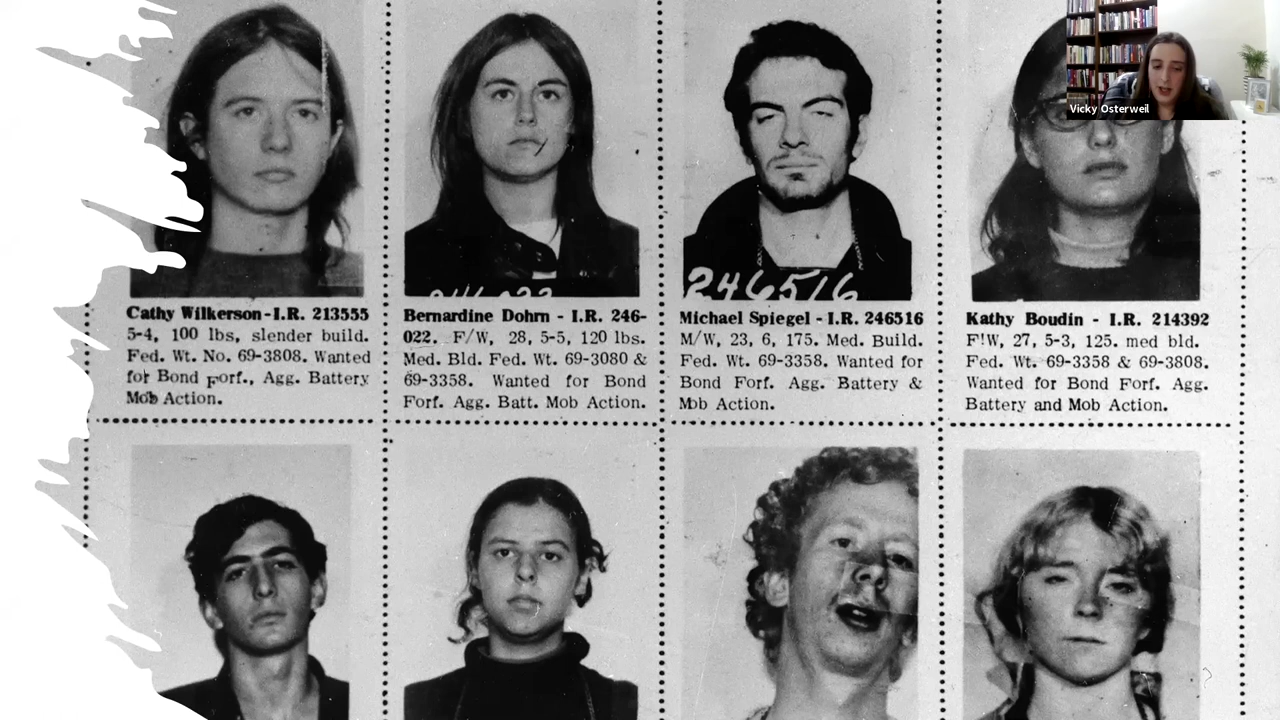 Vicky Osterweil
246516
Cathy Wilkerson-I.R. 213555
5-4, 100 lbs, slender build.
Fed. Wt. No. 69-3808. Wanted
for Bond Forf., Agg. Battery
Mob Action.
Bernardine Dohrn - I.R. 246-
022. F/W, 28, 5-5, 120 lbs.
Med. Bld. Fed. Wt. 69-3080 &
69-3358. Wanted for Bond
Forf. Agg. Batt. Mob Action.
Michael Spiegel - I.R. 246516
M/W, 23, 6, 175. Med. Build.
Fed. Wt. 69-3358. Wanted for
Bond Forf. Agg. Battery &
Mob Action.
Kathy Boudin - I.R. 214392
F!W, 27, 5-3, 125. med bld.
Fed. Wt. 69-3358 & 69-3808.
Wanted for Bond Forf. Agg.
Battery and Mob Action.